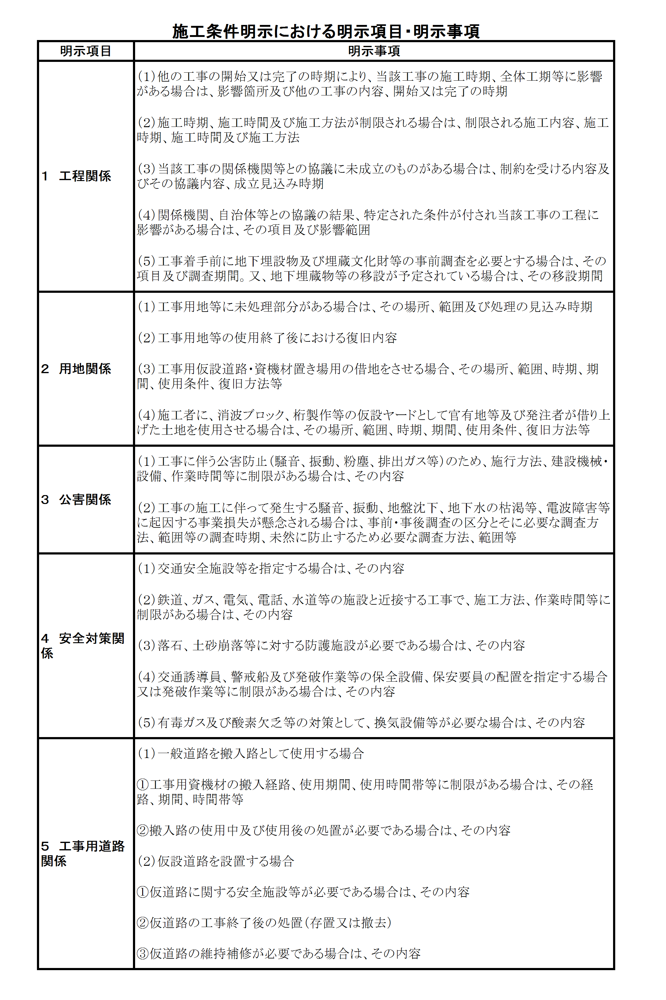 施工条件明示における明示項目・明示事項
明示項目
明示事項
1　工程関係
（１）他の工事の開始又は完了の時期により、当該工事の施工時期、全体工期等に影響
がある場合は、影響箇所及び他の工事の内容、開始又は完了の時期
（２）施工時期、施工時間及び施工方法が制限される場合は、制限される施工内容、施工
時期、施工時間及び施工方法
（３）当該工事の関係機関等との協議に未成立のものがある場合は、制約を受ける内容及
びその協議内容、成立見込み時期
（４）関係機関、自治体等との協議の結果、特定された条件が付され当該工事の工程に
影響がある場合は、その項目及び影響範囲
（５）工事着手前に地下埋設物及び埋蔵文化財等の事前調査を必要とする場合は、その
項目及び調査期間。又、地下埋蔵物等の移設が予定されている場合は、その移設期間
2　用地関係
（１）工事用地等に未処理部分がある場合は、その場所、範囲及び処理の見込み時期
（２）工事用地等の使用終了後における復旧内容
（３）工事用仮設道路・資機材置き場用の借地をさせる場合、その場所、範囲、時期、期
間、使用条件、復旧方法等
（４）施工者に、消波ブロック、桁製作等の仮設ヤードとして官有地等及び発注者が借り上
げた土地を使用させる場合は、その場所、範囲、時期、期間、使用条件、復旧方法等
3　公害関係
（１）工事に伴う公害防止（騒音、振動、粉塵、排出ガス等）のため、施行方法、建設機械・
設備、作業時間等に制限がある場合は、その内容
（２）工事の施工に伴って発生する騒音、振動、地盤沈下、地下水の枯渇等、電波障害等
に起因する事業損失が懸念される場合は、事前・事後調査の区分とそに必要な調査方
法、範囲等の調査時期、未然に防止するため必要な調査方法、範囲等
4　安全対策関
係
（１）交通安全施設等を指定する場合は、その内容
（２）鉄道、ガス、電気、電話、水道等の施設と近接する工事で、施工方法、作業時間等に
制限がある場合は、その内容
（３）落石、土砂崩落等に対する防護施設が必要である場合は、その内容
（４）交通誘導員、警戒船及び発破作業等の保全設備、保安要員の配置を指定する場合
又は発破作業等に制限がある場合は、その内容
（５）有毒ガス及び酸素欠乏等の対策として、換気設備等が必要な場合は、その内容
5　工事用道路
関係
（１）一般道路を搬入路として使用する場合
①工事用資機材の搬入経路、使用期間、使用時間帯等に制限がある場合は、その経
路、期間、時間帯等
②搬入路の使用中及び使用後の処置が必要である場合は、その内容
（２）仮設道路を設置する場合
①仮道路に関する安全施設等が必要である場合は、その内容
②仮道路の工事終了後の処置（存置又は撤去）
③仮道路の維持補修が必要である場合は、その内容